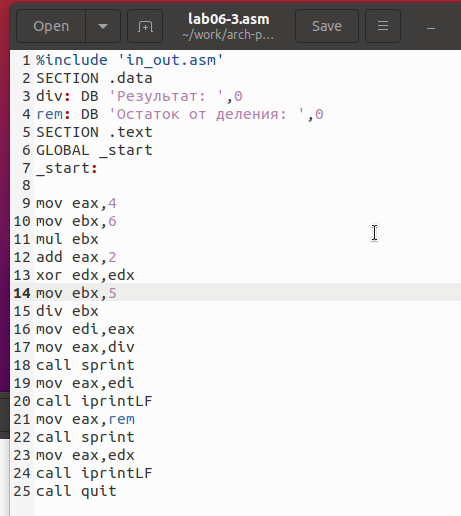 Open
lab06-3.asm
~/work/arch-p...
Save
1 %include 'in_out.asm'
2 SECTION .data
3 div: DB 'Результат: ',0
4 rem: DB 'Остаток от деления: ',0
5 SECTION .text
6 GLOBAL _start
7 _start:
8
9 mov eax,4
10 mov ebx,6
11 mul ebx
12 add eax,2
13 xor edx,edx
14 mov ebx,5
15 div ebx
16 mov edi,eax
17 mov eax,div
18 call sprint
19 mov eax,edi
20 call iprintLF
21 mov eax,rem
22 call sprint
23 mov eax,edx
24 call iprintLF
25 call quit